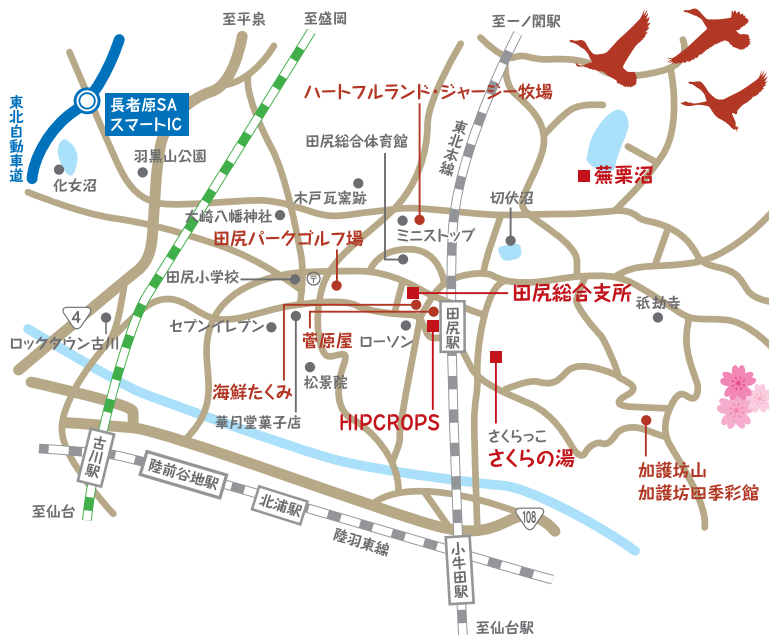 至平泉
至盛岡
至一ノ関駅
東北自動車道
長者原SA
スマートIC
ハートフルランド・ジャージー牧場
東北本線
田尻総合体育館
羽黒山公園
化女沼
木戸瓦窯跡
切伏沼
蕪栗沼
大崎八幡神社
ミニストップ
田尻パークゴルフ場
田尻小学校
〒
田尻総合支所
祇劫寺
4
ロックタウン古川
セブンイレブン
菅原屋
ローソン
田尻駅
海鮮たくみ
松景院
華月堂菓子店
HIPCROPS
さくらっこ
さくらの湯
加護坊山
加護坊四季彩館
古川駅
陸前谷地駅
北浦駅
至仙台
陸羽東線
108
小牛田駅
至仙台駅